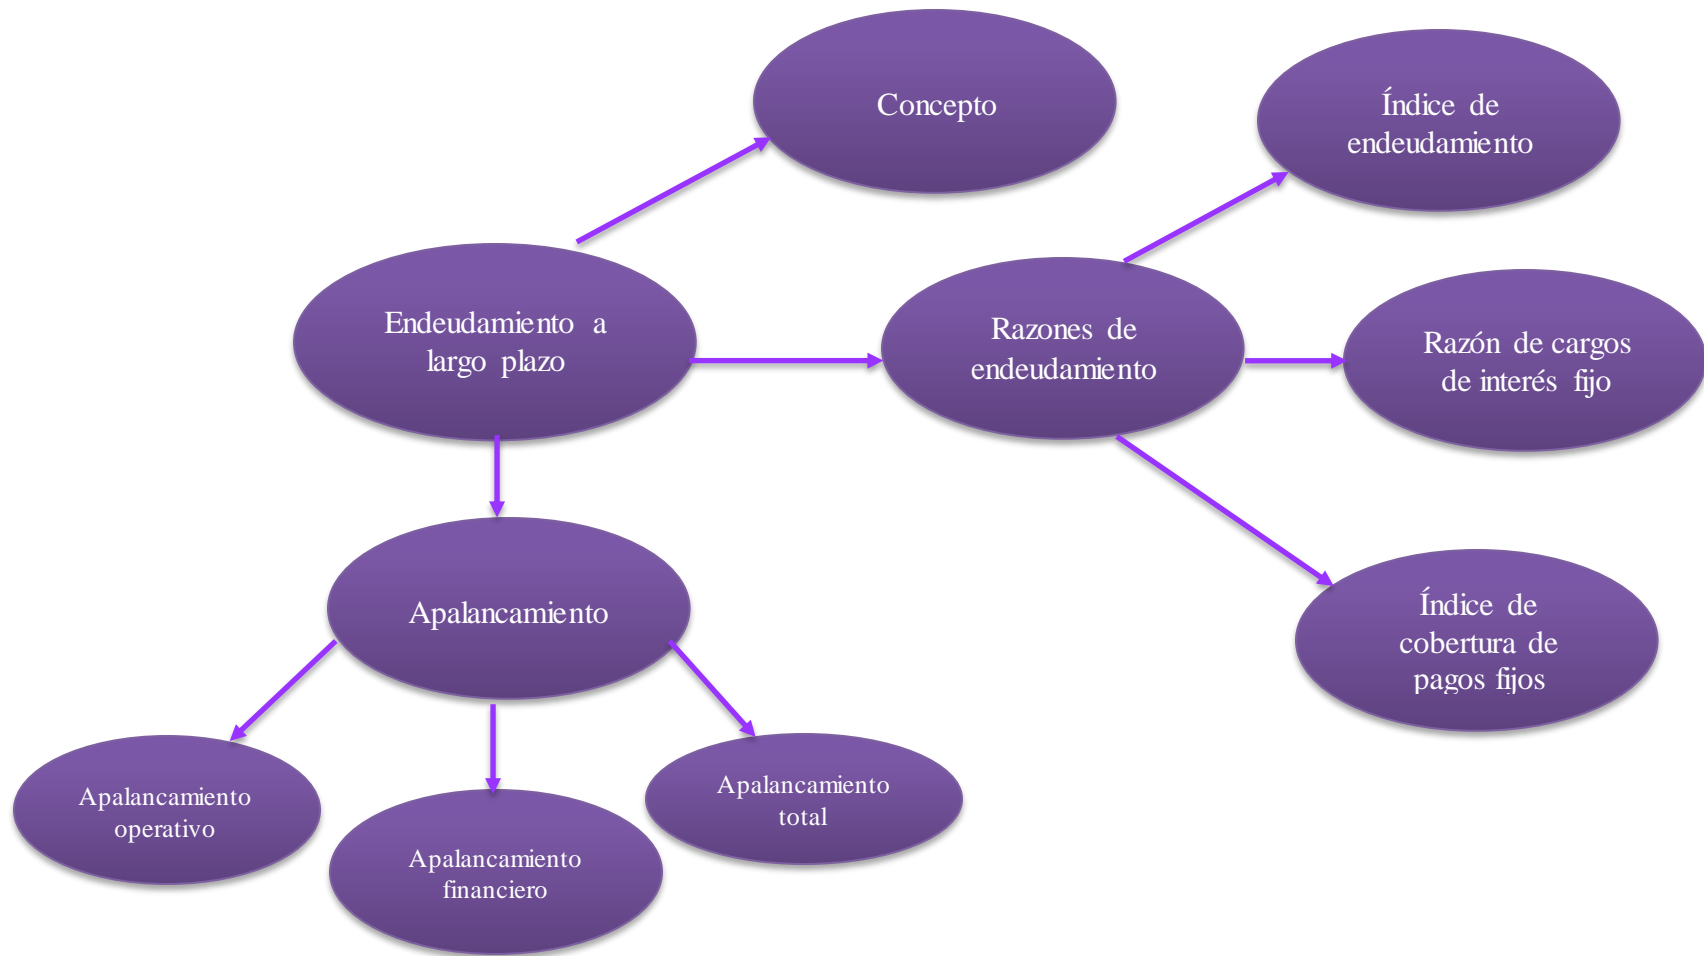 Concepto
Índice de
endeudamiento
Endeudamiento a
largo plazo
Razones de
endeudamiento
Razón de cargos
de interés fijo
Apalancamiento
Índice de
cobertura de
pagos fijos
Apalancamiento
operativo
Apalancamiento
financiero
Apalancamiento
total